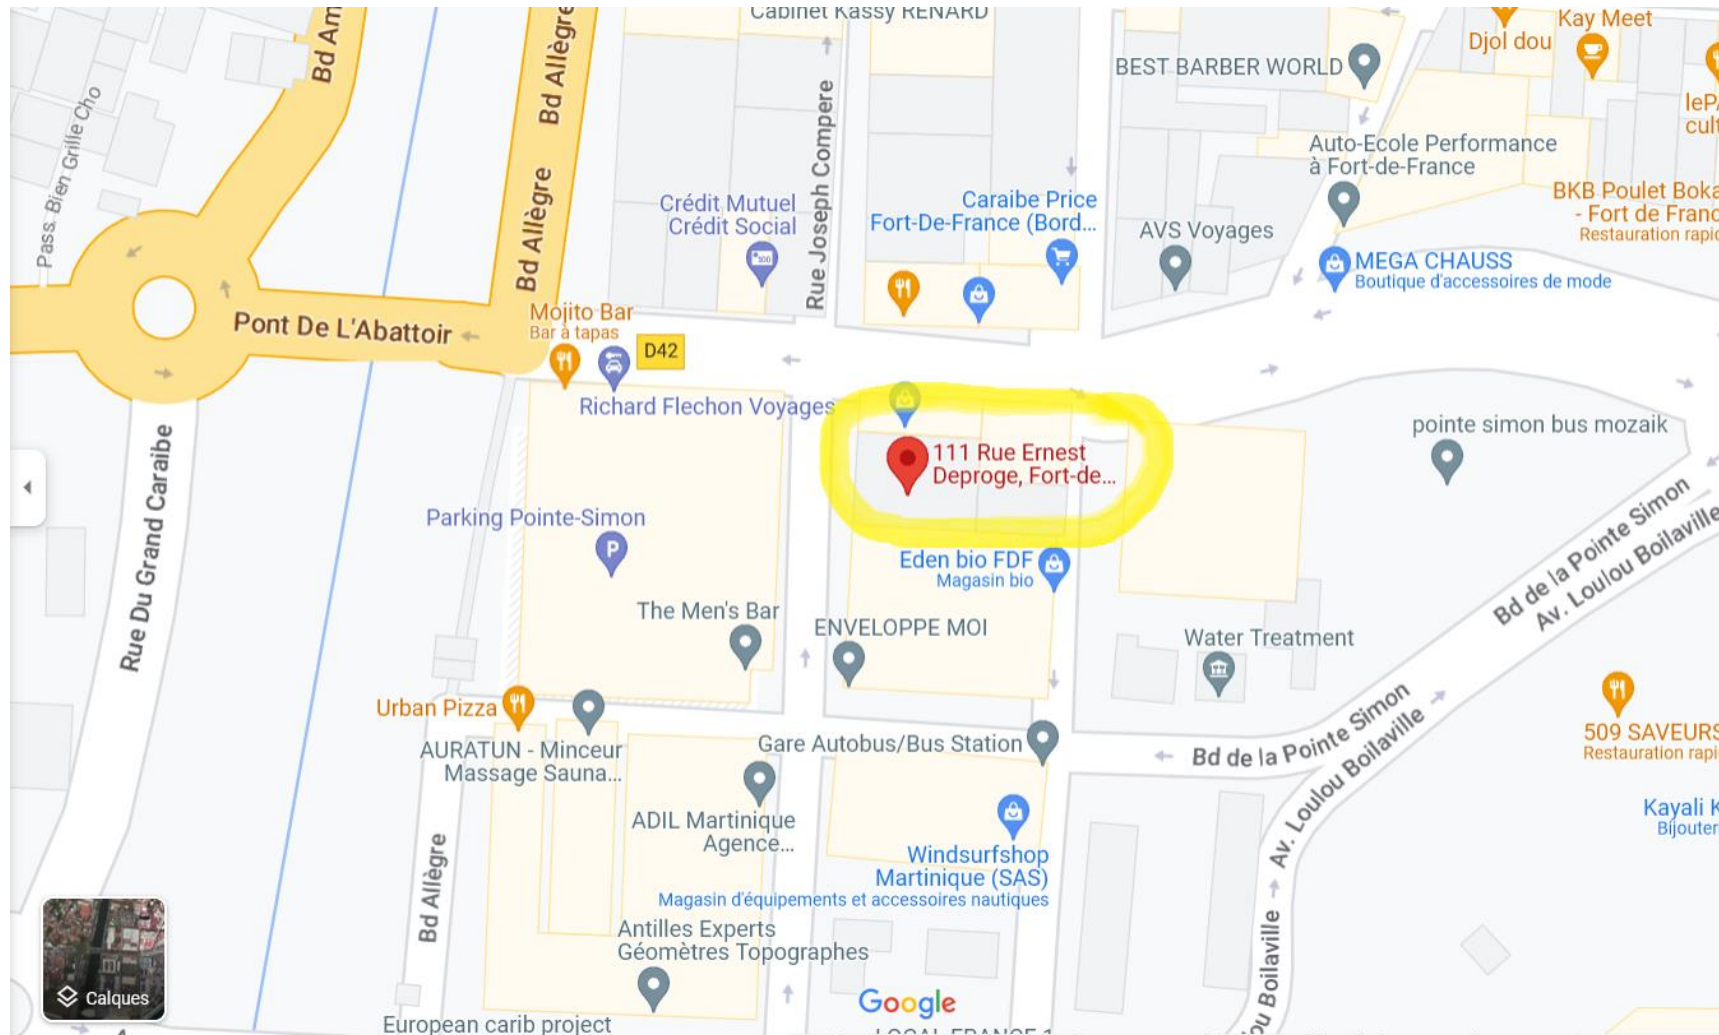 Cabinet Kassy RENARD
Kay Meet
Djol dou
Bd Allègre
BEST BARBER WORLD
Pass. Bien Grille Cho
Bd Allègre
Rue Joseph Compere
Auto-Ecole Performance
à Fort-de-France
Crédit Mutuel
Crédit Social
Caraibe Price
Fort-De-France (Bord...
AVS Voyages
BKB Poulet Boka
- Fort de Franc
Restauration rapid
Bd Allègre
MEGA CHAUSS
Boutique d'accessoires de mode
Pont De L'Abattoir
Mojito Bar
Bar à tapas
D42
Richard Flechon Voyages
pointe simon bus mozaik
111 Rue Ernest
Deproge, Fort-de...
Parking Pointe-Simon
Rue Du Grand Caraibe
Eden bio FDF
Magasin bio
Bd de la Pointe Simon
Av. Loulou Boilaville
The Men's Bar
ENVELOPPE MOI
Water Treatment
Urban Pizza
AURATUN - Minceur
Massage Sauna...
Gare Autobus/Bus Station
Bd de la Pointe Simon
Av. Loulou Boilaville
509 SAVEURS
Restauration rapi
ADIL Martinique
Agence...
Kayali K
Bijouter
Bd Allègre
Windsurfshop
Martinique (SAS)
Magasin d'équipements et accessoires nautiques
Antilles Experts
Géomètres Topographes
Calques
Google
European carib project